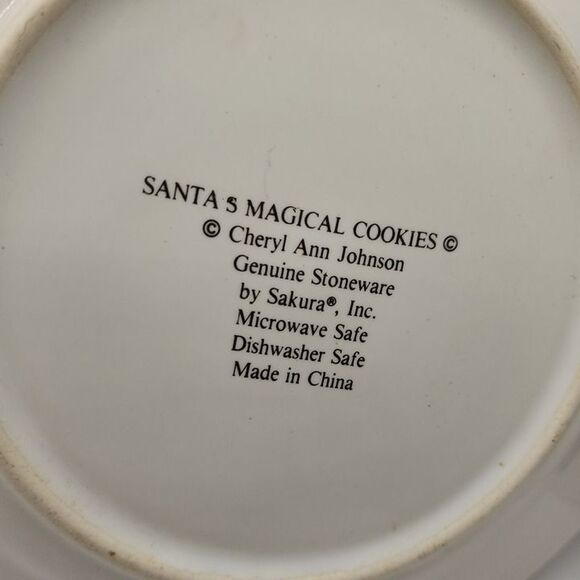 SANTA S MAGICAL COOKIES ©
© Cheryl Ann Johnson
Genuine Stoneware
by Sakura®, Inc.
Microwave Safe
Dishwasher Safe
Made in China